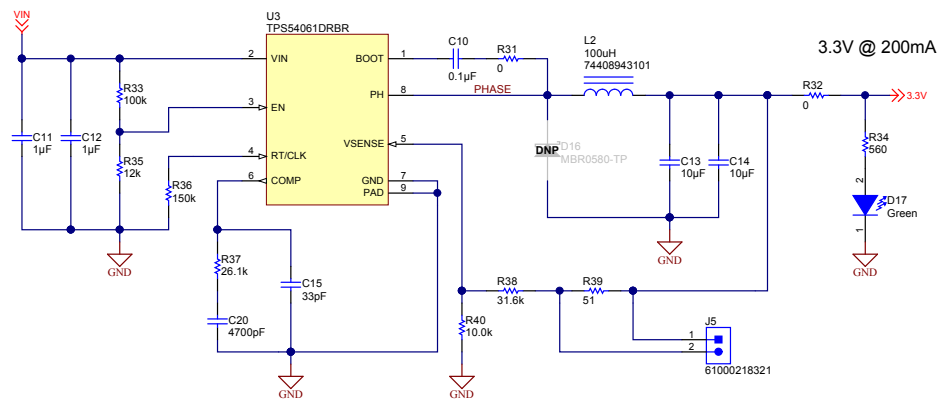 VIN
U3
TPS54061DRBR
2
VIN
BOOT
1
C10
0.1µF
R31
0
L2
100uH
74408943101
3.3V @ 200mA
R33
100k
3
EN
PH
8
PHASE
R32
0
3.3V
C11
1µF
C12
1µF
R35
12k
4
RT/CLK
VSENSE
5
DNP
D16
MBR0580-TP
R34
560
R36
150k
6
COMP
GND
7
PAD
9
C13
10µF
C14
10µF
2
D17
Green
1
GND
GND
GND
R37
26.1k
C15
33pF
C20
4700pF
R38
31.6k
R39
51
R40
10.0k
J5
1
2
61000218321
GND
GND